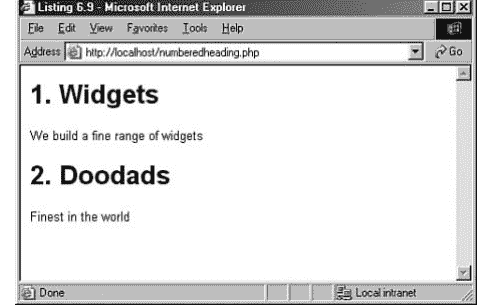 Listing 6.9 - Microsoft Internet Explorer
File Edit View Favorites Tools Help
Address http://localhost/numberedheading.php Go
1. Widgets
We build a fine range of widgets
2. Doodads
Finest in the world
Done Local intranet